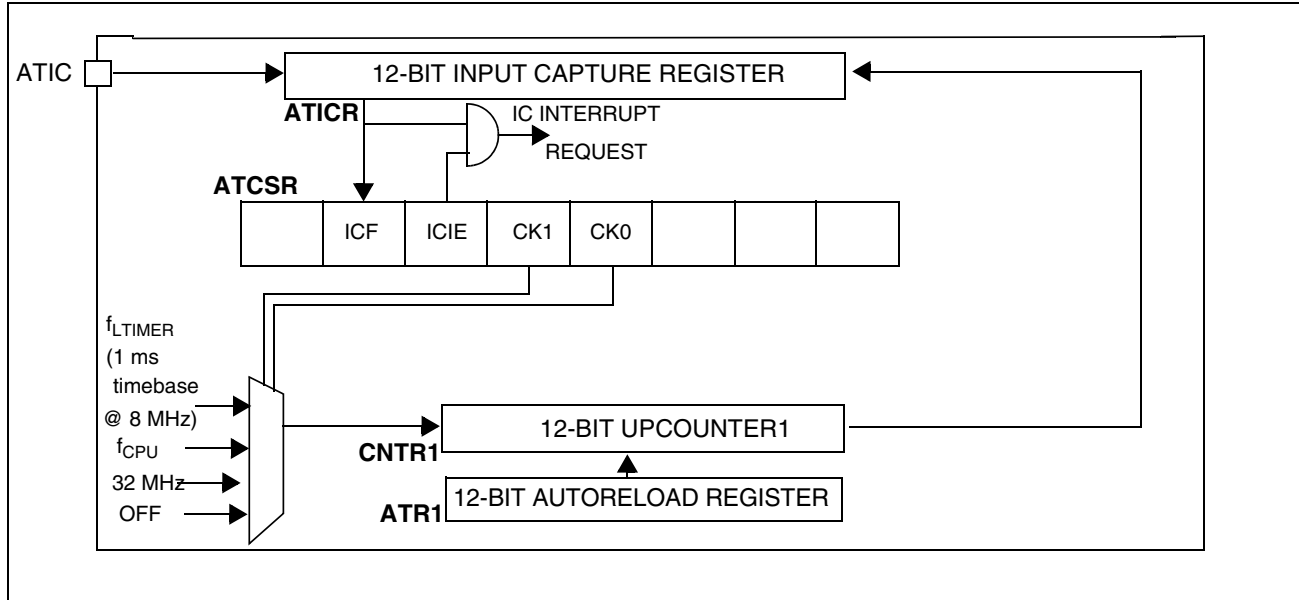 ATIC
12-BIT INPUT CAPTURE REGISTER
ATICR
IC INTERRUPT
REQUEST
ATCSR
ICF
ICIE
CK1
CK0
fLTIMER
(1 ms
timebase
@ 8 MHz)
fCPU
32 MHz
OFF
12-BIT UPCOUNTER1
CNTR1
12-BIT AUTORELOAD REGISTER
ATR1